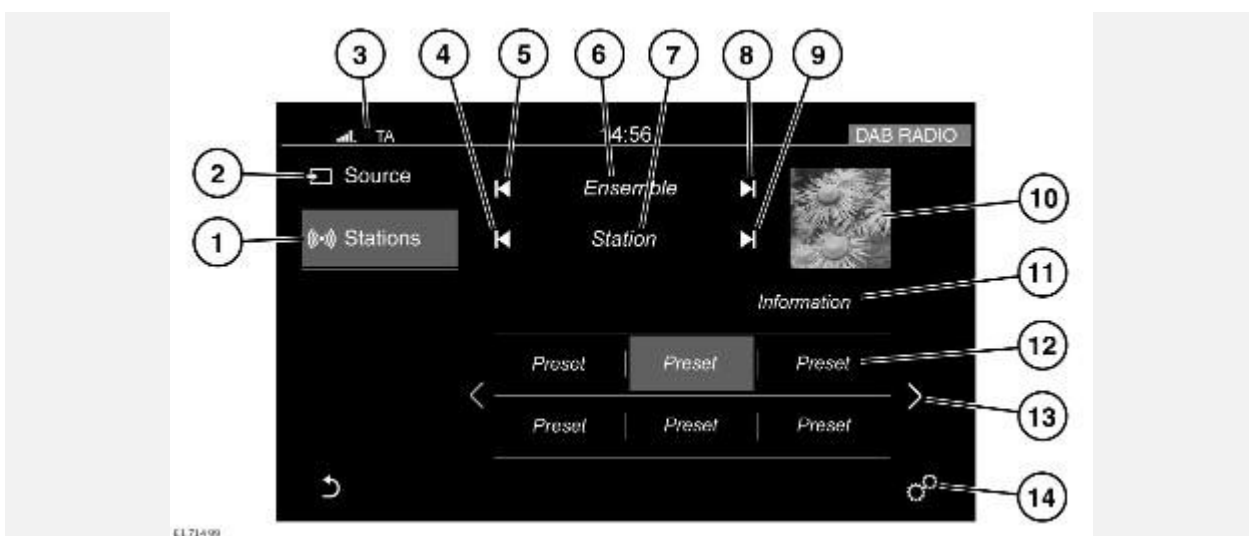 3 4 5 6 7 8 9
TA 14:56 DAB RADIO
2 Source Ensemble 10
1 Stations Station
Information 11
Preset Preset Preset 12
13
Preset Preset Preset
14
E171499